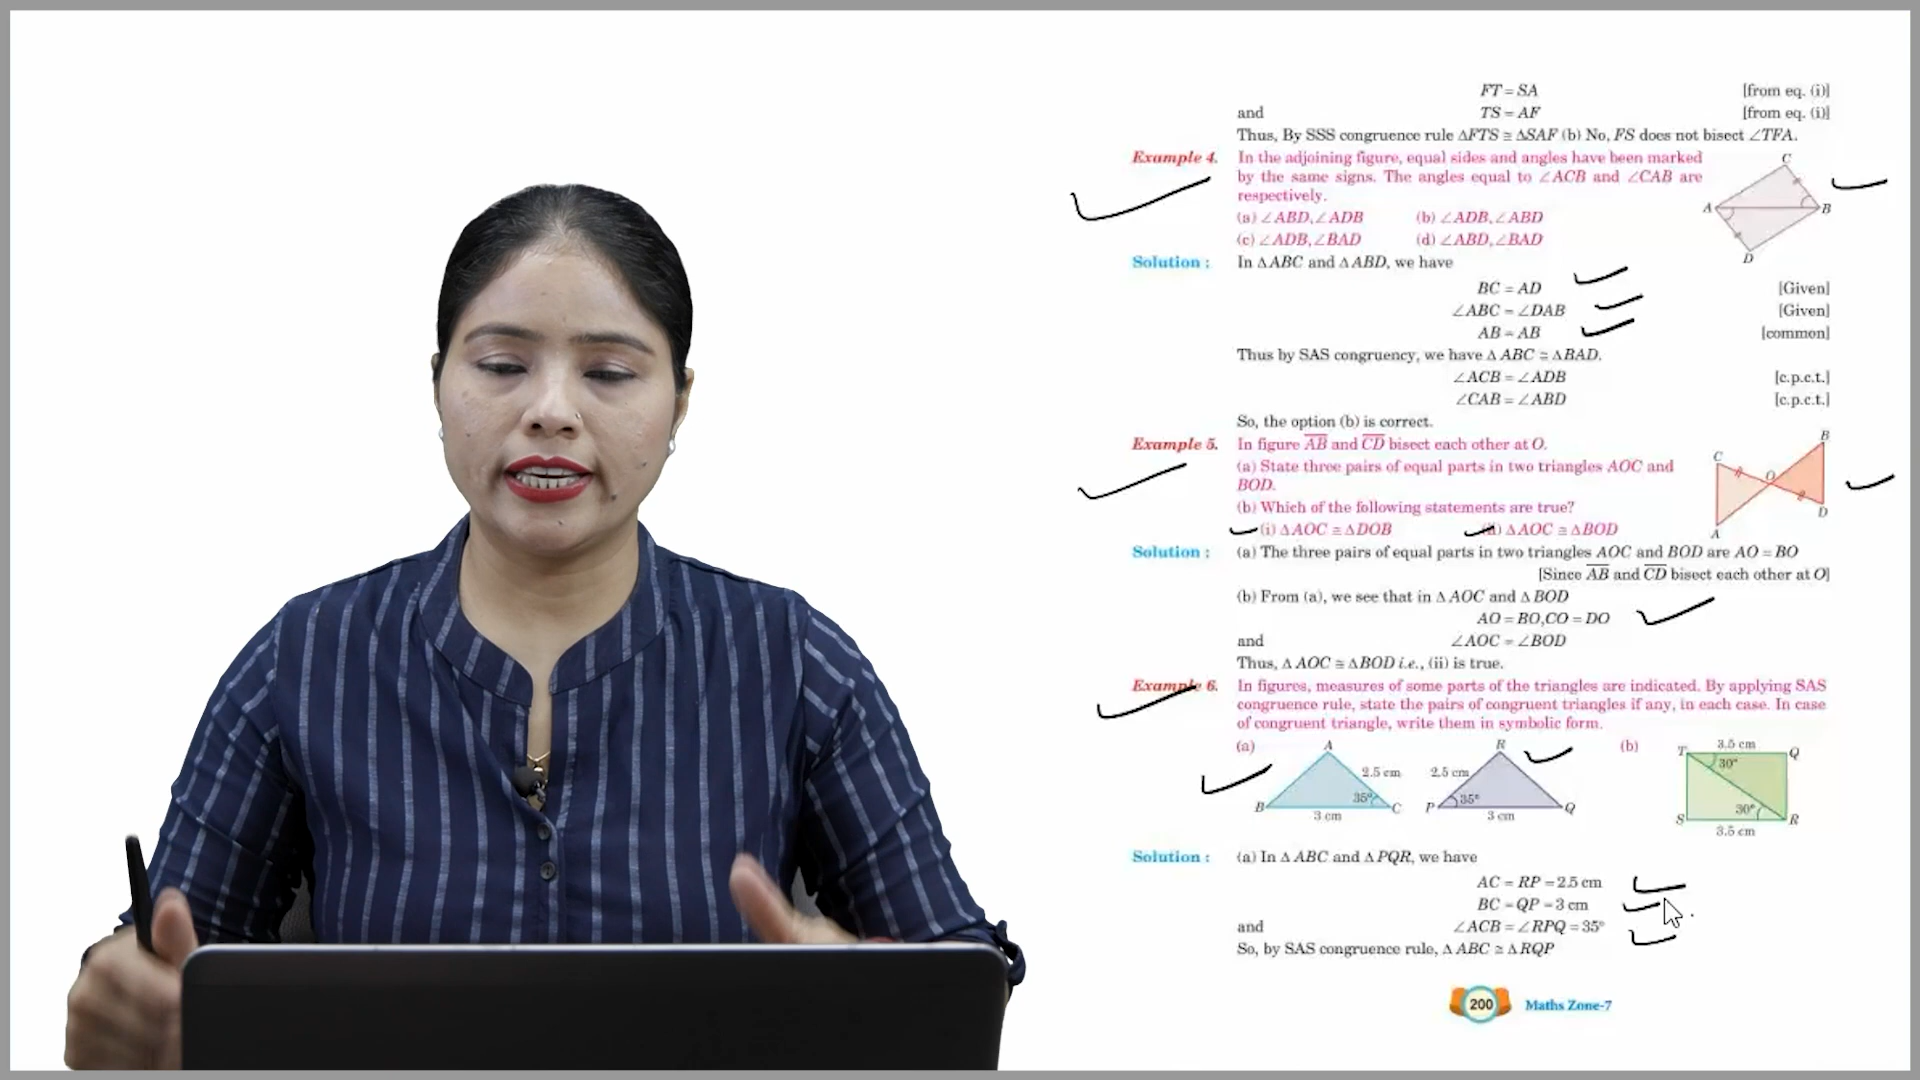 FT = SA [from eq. (i)]
and TS = AF [from eq. (i)]
Thus, By SSS congruence rule ΔFTS ≅ ΔSAF (b) No, FS does not bisect ∠TFA.
Example 4. In the adjoining figure, equal sides and angles have been marked
by the same signs. The angles equal to ∠ACB and ∠CAB are
respectively.
(a) ∠ABD,∠ADB (b) ∠ADB,∠ABD
(c) ∠ADB,∠BAD (d) ∠ABD,∠BAD
C
A
B
D
Solution : In ΔABC and ΔABD, we have
BC = AD [Given]
∠ABC = ∠DAB [Given]
AB = AB [common]
Thus by SAS congruency, we have Δ ABC ≅ ΔBAD.
∠ACB = ∠ADB [c.p.c.t.]
∠CAB = ∠ABD [c.p.c.t.]
So, the option (b) is correct.
Example 5. In figure A̅B̅ and C̅D̅ bisect each other at O.
(a) State three pairs of equal parts in two triangles AOC and
BOD.
(b) Which of the following statements are true?
(i) ΔAOC ≅ ΔDOB (ii) ΔAOC ≅ ΔBOD
B
C
O
D
A
Solution : (a) The three pairs of equal parts in two triangles AOC and BOD are AO = BO
[Since A̅B̅ and C̅D̅ bisect each other at O]
(b) From (a), we see that in Δ AOC and Δ BOD
AO = BO,CO = DO
and ∠AOC = ∠BOD
Thus, Δ AOC ≅ ΔBOD i.e., (ii) is true.
Example 6. In figures, measures of some parts of the triangles are indicated. By applying SAS
congruence rule, state the pairs of congruent triangles if any, in each case. In case
of congruent triangle, write them in symbolic form.
(a) A R (b) T 3.5 cm Q
30°
2.5 cm 2.5 cm
35° 35° 30°
B C P Q S R
3 cm 3 cm 3.5 cm
Solution : (a) In Δ ABC and Δ PQR, we have
AC = RP = 2.5 cm
BC = QP = 3 cm
and ∠ACB = ∠RPQ = 35°
So, by SAS congruence rule, Δ ABC ≅ Δ RQP
200 Maths Zone-7